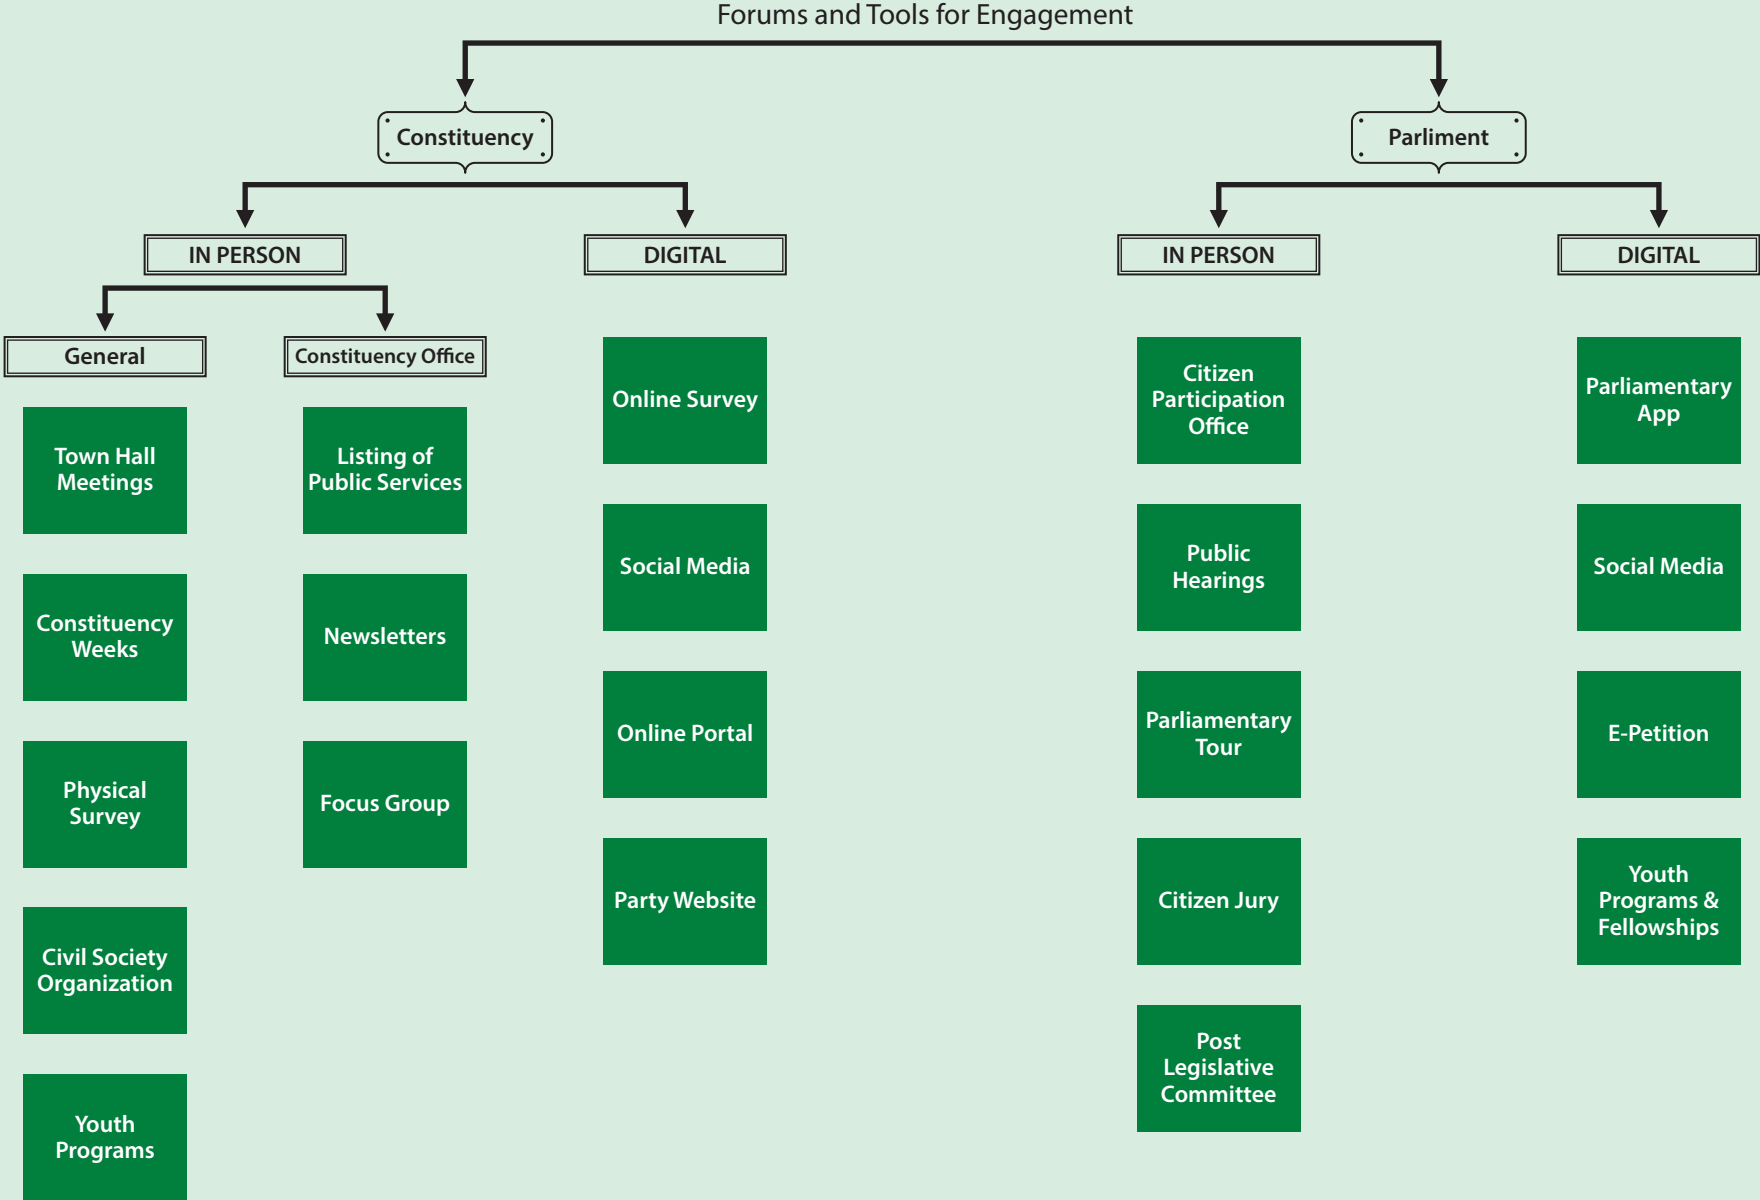 Forums and Tools for Engagement
Constituency
Parliment
IN PERSON
DIGITAL
IN PERSON
DIGITAL
General
Constituency Office
Town Hall
Meetings
Constituency
Weeks
Physical
Survey
Civil Society
Organization
Youth
Programs
Listing of
Public Services
Newsletters
Focus Group
Online Survey
Social Media
Online Portal
Party Website
Citizen
Participation
Office
Public
Hearings
Parliamentary
Tour
Citizen Jury
Post
Legislative
Committee
Parliamentary
App
Social Media
E-Petition
Youth
Programs &
Fellowships